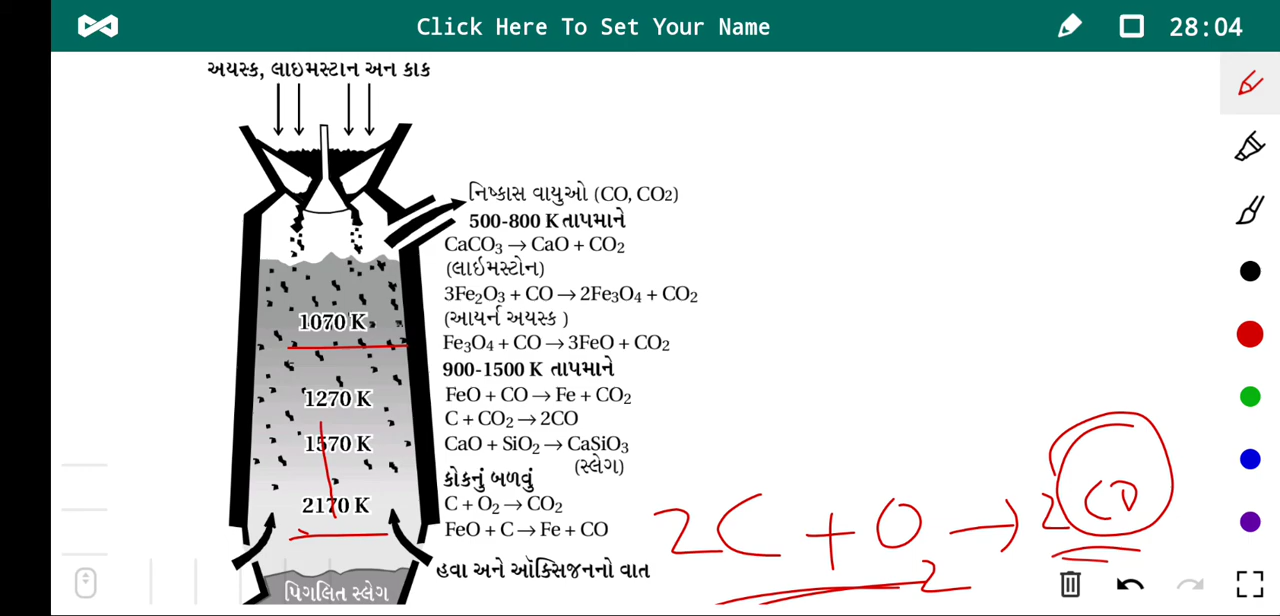 Click Here To Set Your Name
28:04
અયસ્ક, લાઇમસ્ટાન અન કાક
નિષ્કાસ વાયુઓ (CO, CO2)
500-800 K તાપમાને
CaCO₃ → CaO + CO₂
(લાઇમસ્ટોન)
3Fe₂O₃ + CO → 2Fe₃O₄ + CO₂
(આયર્ન અયસ્ક )
1070 K
Fe₃O₄ + CO → 3FeO + CO₂
900-1500 K તાપમાને
1270 K
FeO + CO → Fe + CO₂
C + CO₂ → 2CO
1570 K
CaO + SiO₂ → CaSiO₃
(સ્લેગ)
કોકનું બળવું
2170 K
C + O₂ → CO₂
FeO + C → Fe + CO
2C + O₂ → 2CO
હવા અને ઑક્સિજનનો વાત
પિગલિત સ્લેગ